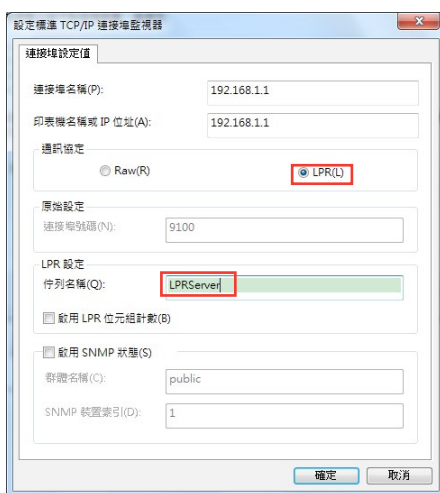 設定標準 TCP/IP 連接埠監視器
連接埠設定值
連接埠名稱(P): 192.168.1.1
印表機名稱或 IP 位址(A): 192.168.1.1
通訊協定
Raw(R) LPR(L)
原始設定
連接埠號碼(N): 9100
LPR 設定
佇列名稱(Q): LPRServer
啟用 LPR 位元組計數(B)
啟用 SNMP 狀態(S)
群體名稱(C): public
SNMP 裝置索引(D): 1
確定 取消